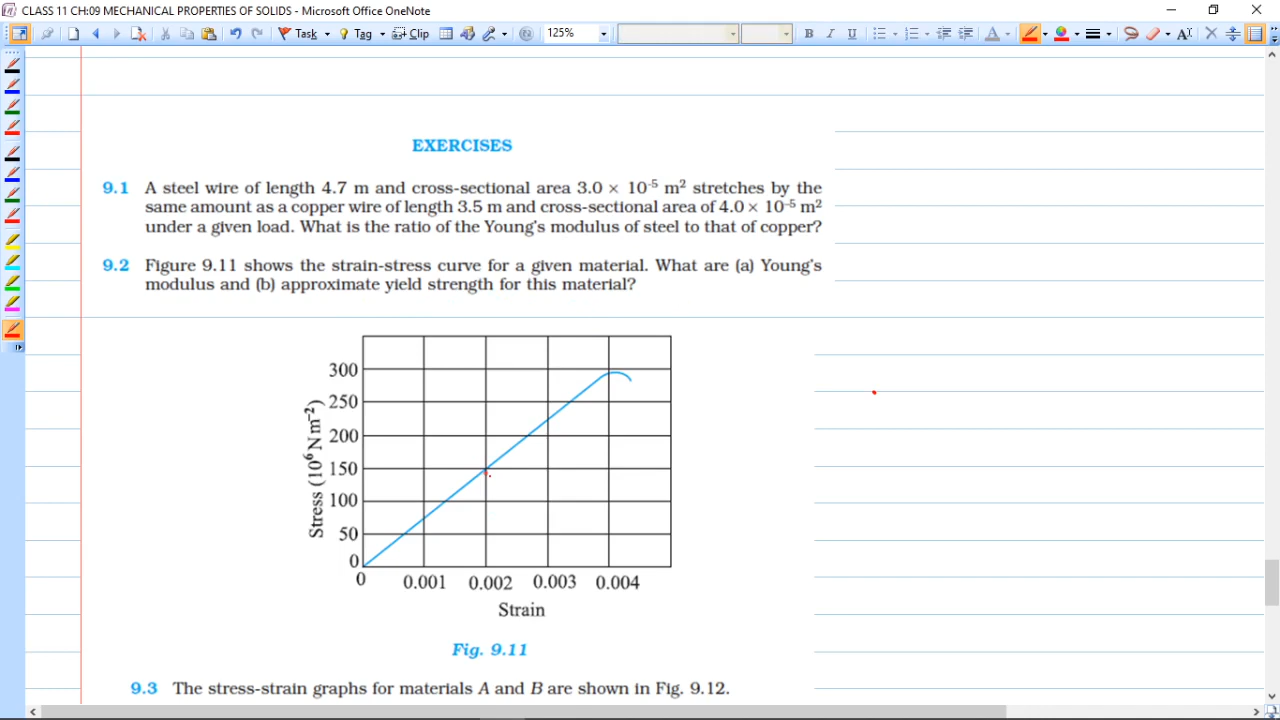 CLASS 11 CH:09 MECHANICAL PROPERTIES OF SOLIDS - Microsoft Office OneNote
Task Tag Clip 125% B I U
EXERCISES
9.1 A steel wire of length 4.7 m and cross-sectional area 3.0 × 10⁻⁵ m² stretches by the
same amount as a copper wire of length 3.5 m and cross-sectional area of 4.0 × 10⁻⁵ m²
under a given load. What is the ratio of the Young's modulus of steel to that of copper?
9.2 Figure 9.11 shows the strain-stress curve for a given material. What are (a) Young's
modulus and (b) approximate yield strength for this material?
Stress (10⁶ N m⁻²)
300
250
200
150
100
50
0
0 0.001 0.002 0.003 0.004
Strain
Fig. 9.11
9.3 The stress-strain graphs for materials A and B are shown in Fig. 9.12.